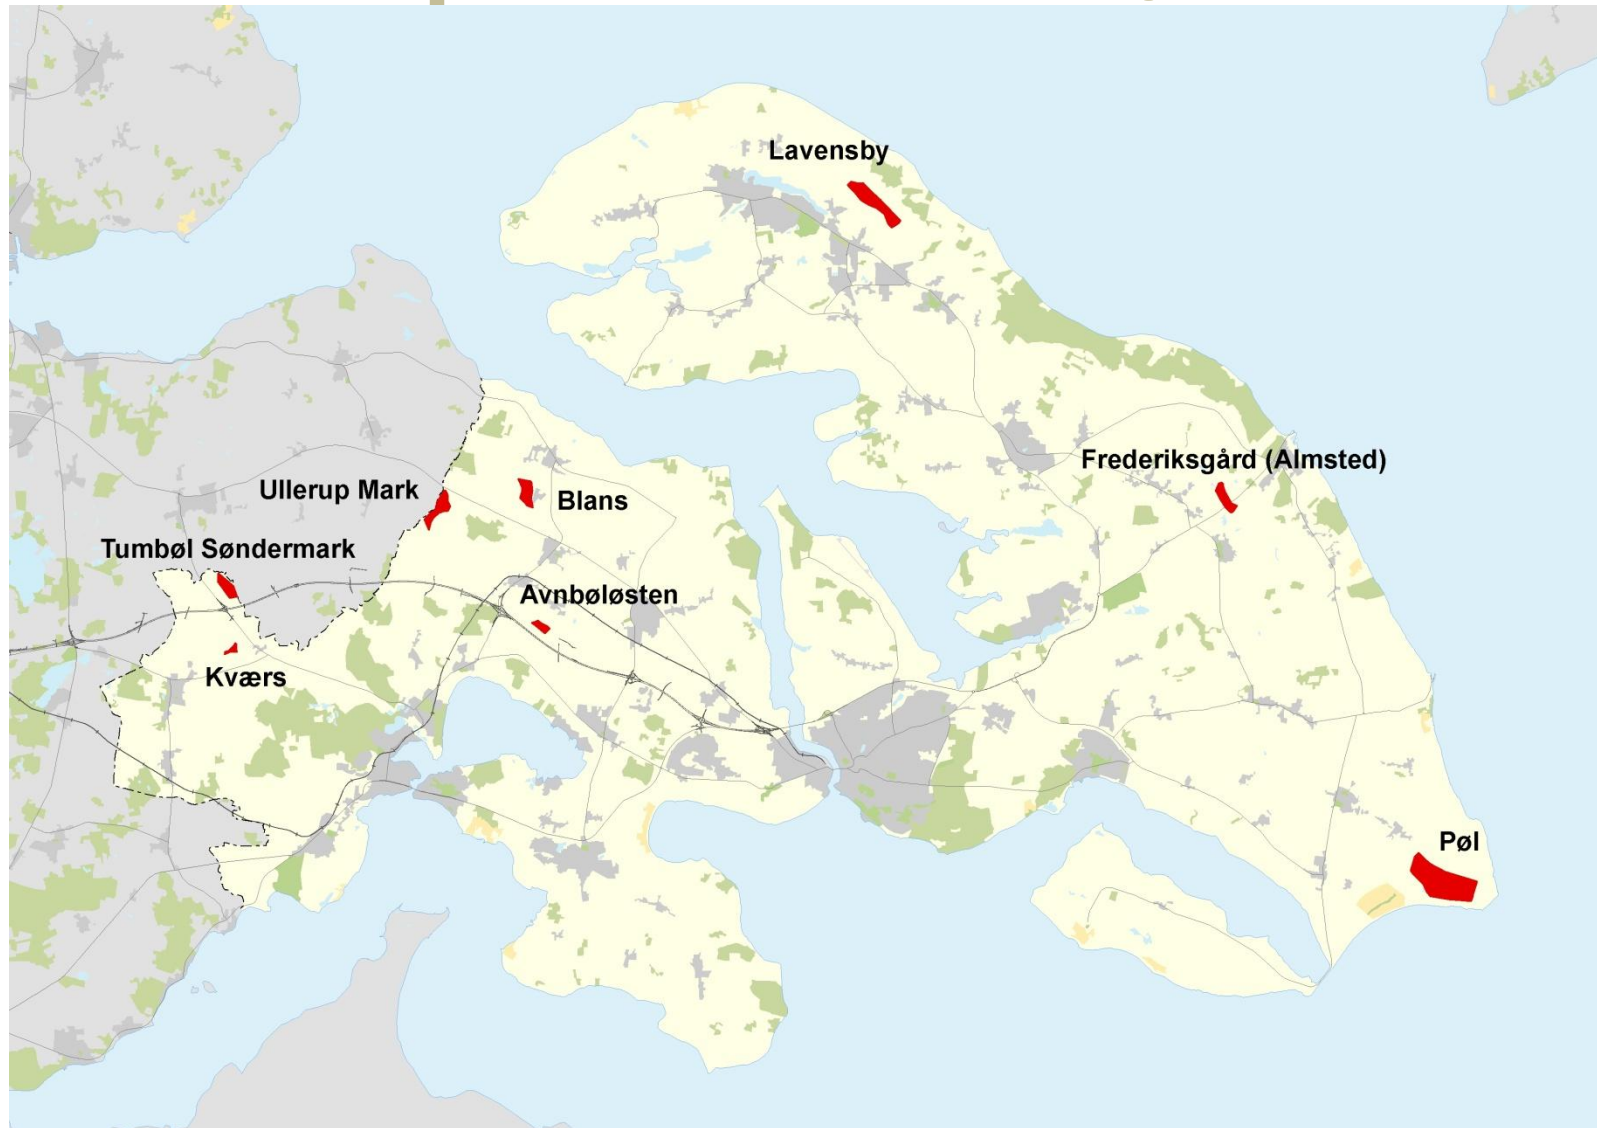 Lavensby
Frederiksgård (Almsted)
Ullerup Mark
Blans
Tumbøl Søndermark
Avnbøløsten
Kværs
Pøl